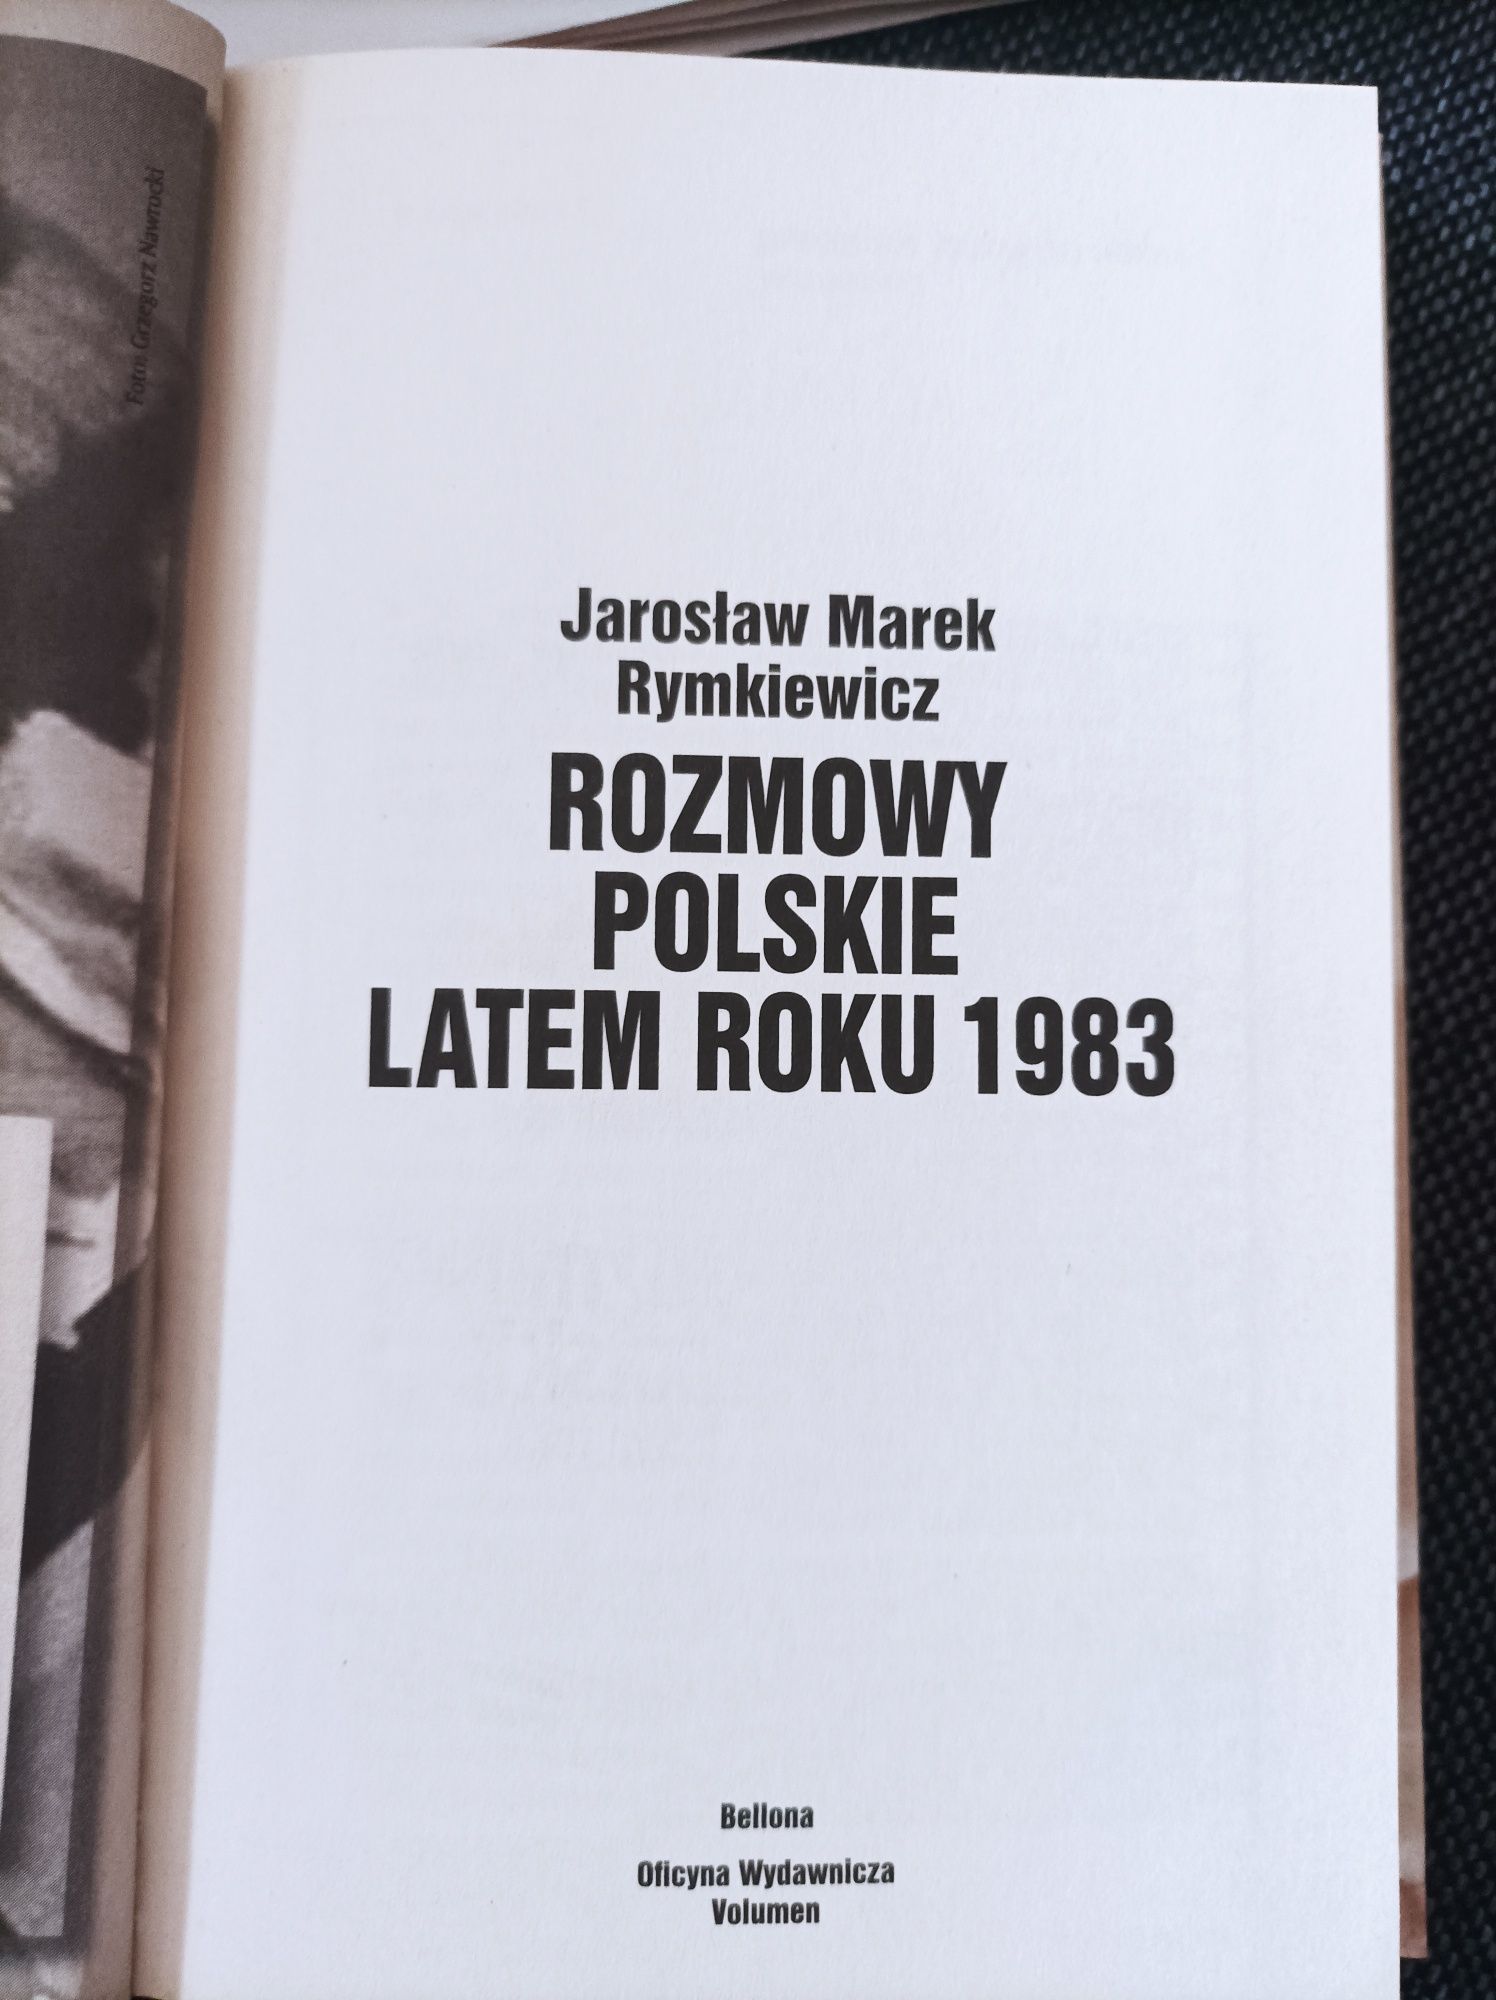 Foto: Grzegorz Nawrocki
Jarosław Marek
Rymkiewicz
ROZMOWY
POLSKIE
LATEM ROKU 1983
Bellona
Oficyna Wydawnicza
Volumen